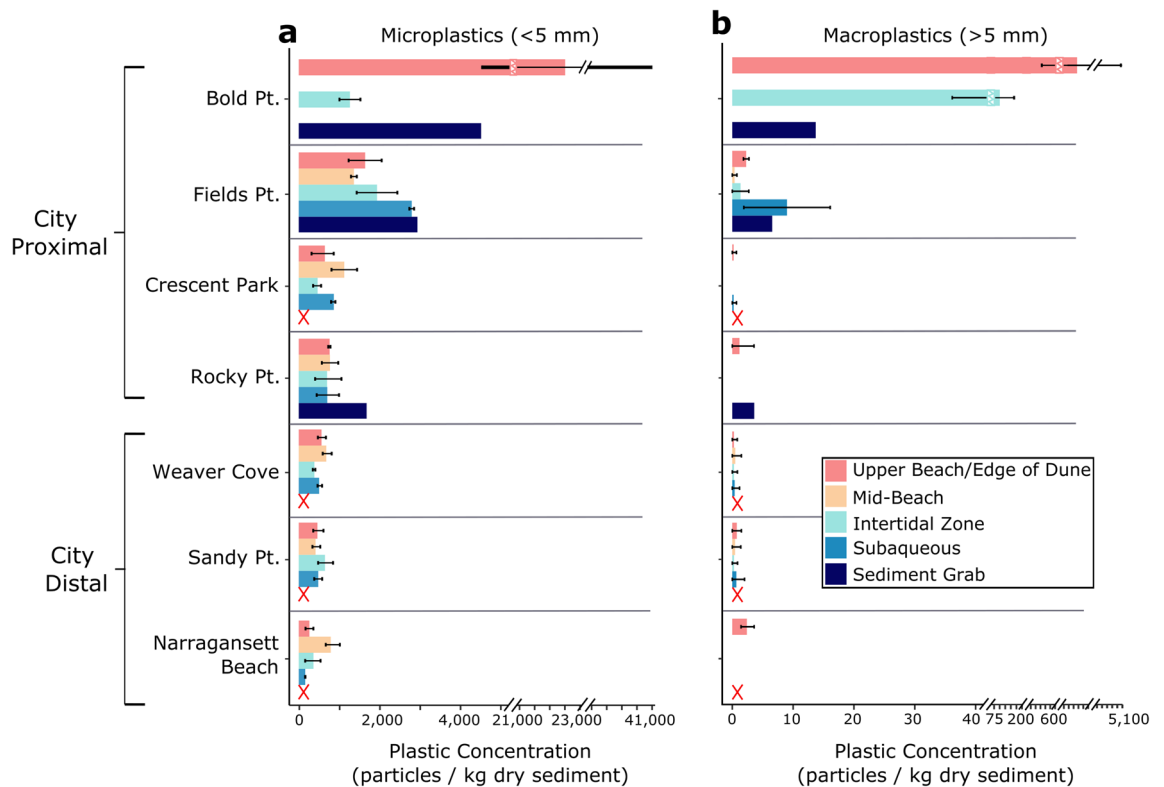 a
Microplastics (<5 mm)
b
Macroplastics (>5 mm)
City
Proximal
Bold Pt.
Fields Pt.
Crescent Park
Rocky Pt.
City
Distal
Weaver Cove
Sandy Pt.
Narragansett
Beach
Upper Beach/Edge of Dune
Mid-Beach
Intertidal Zone
Subaqueous
Sediment Grab
0 2,000 4,000 21,000 23,000 41,000
Plastic Concentration
(particles / kg dry sediment)
0 10 20 30 40 75 200 600 5,100
Plastic Concentration
(particles / kg dry sediment)